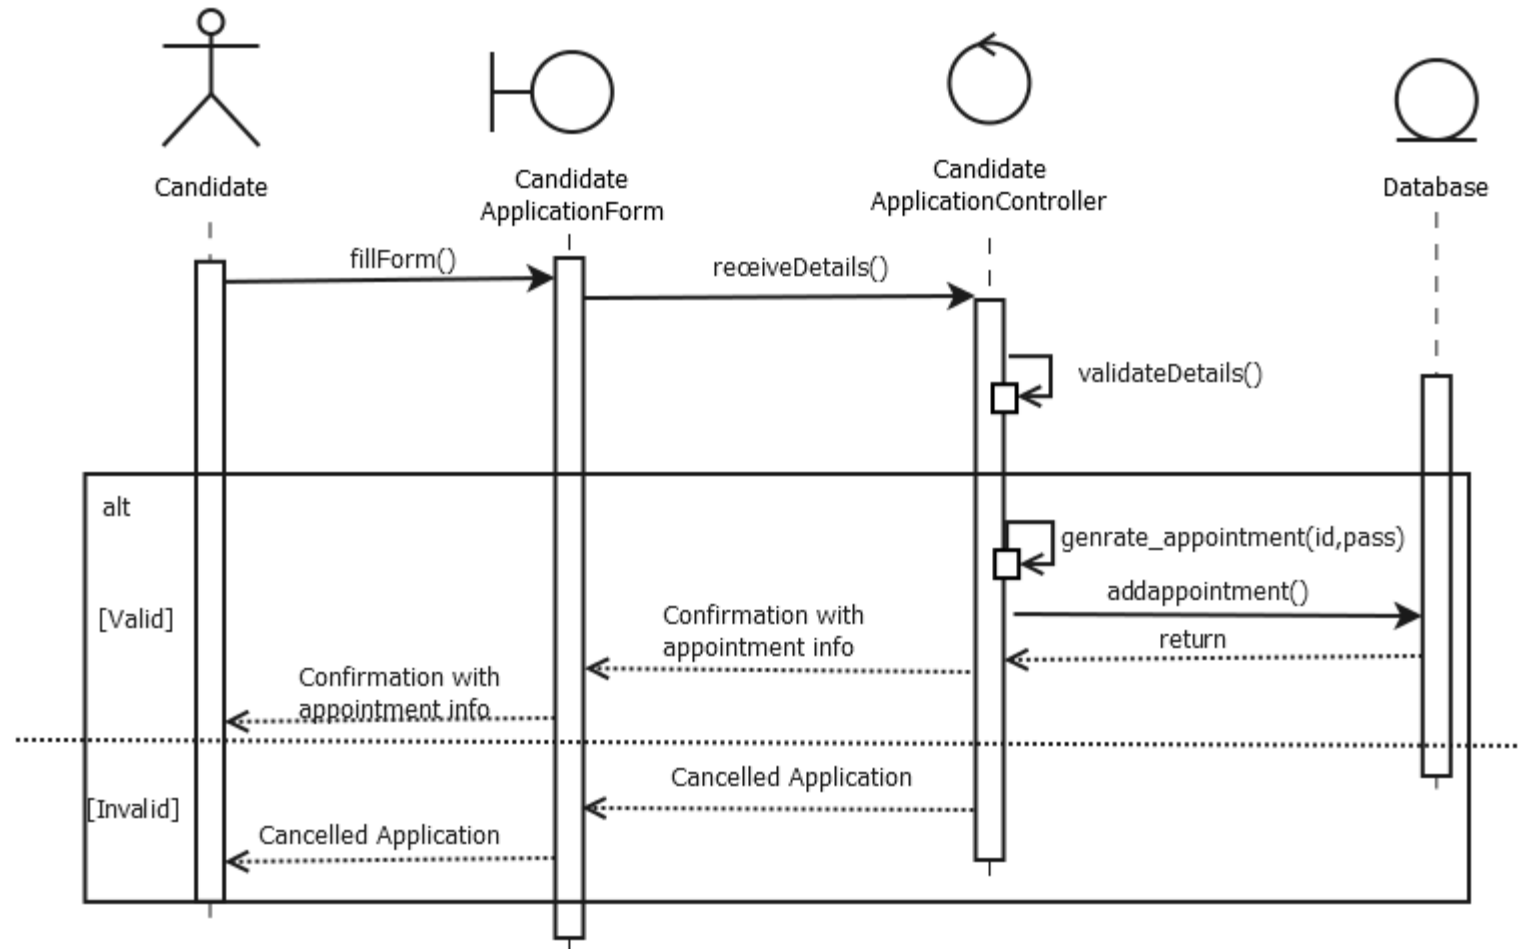 Candidate
Candidate
ApplicationForm
Candidate
ApplicationController
Database
fillForm()
receiveDetails()
validateDetails()
alt
genrate_appointment(id,pass)
addappointment()
[Valid]
Confirmation with
appointment info
return
Confirmation with
appointment info
Cancelled Application
[Invalid]
Cancelled Application